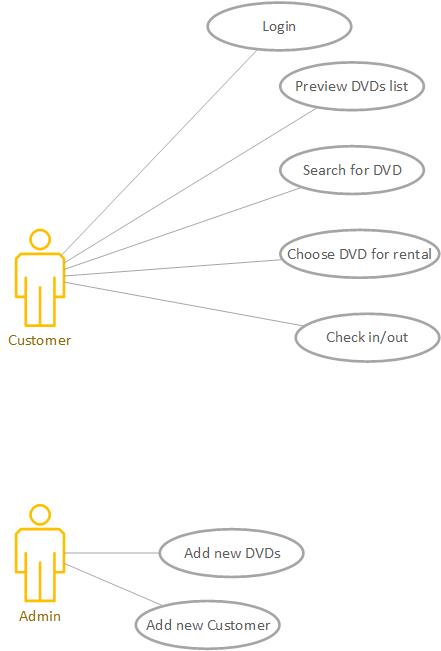 Login
Preview DVDs list
Search for DVD
Choose DVD for rental
Customer
Check in/out
Add new DVDs
Admin
Add new Customer